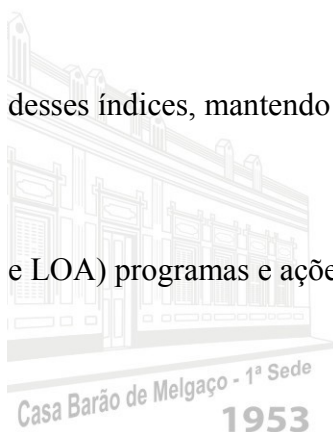 desses índices, mantendo
e LOA) programas e açõe
Casa Barão de Melgaço - 1ª Sede
1953